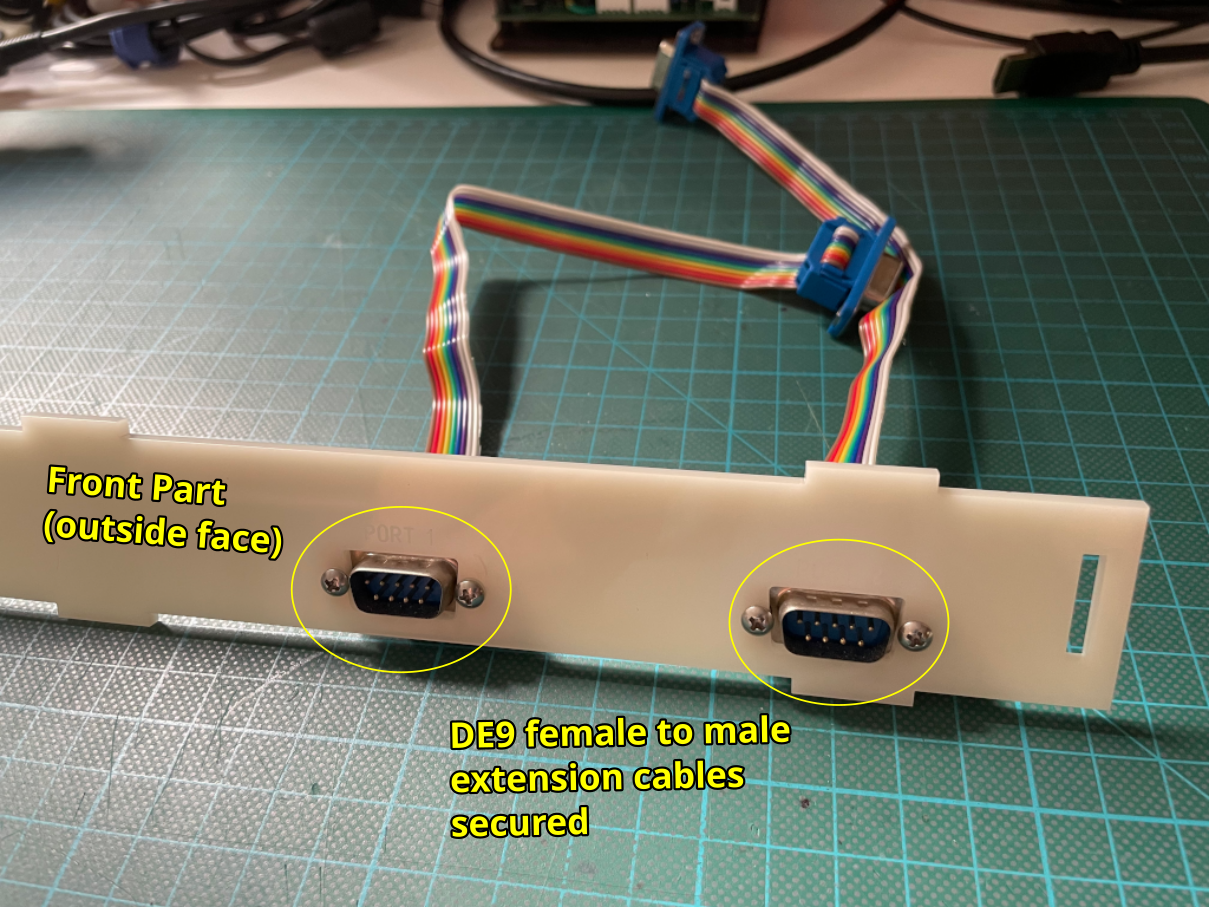 Front Part
(outside face)
PORT 1
DE9 female to male
extension cables
secured